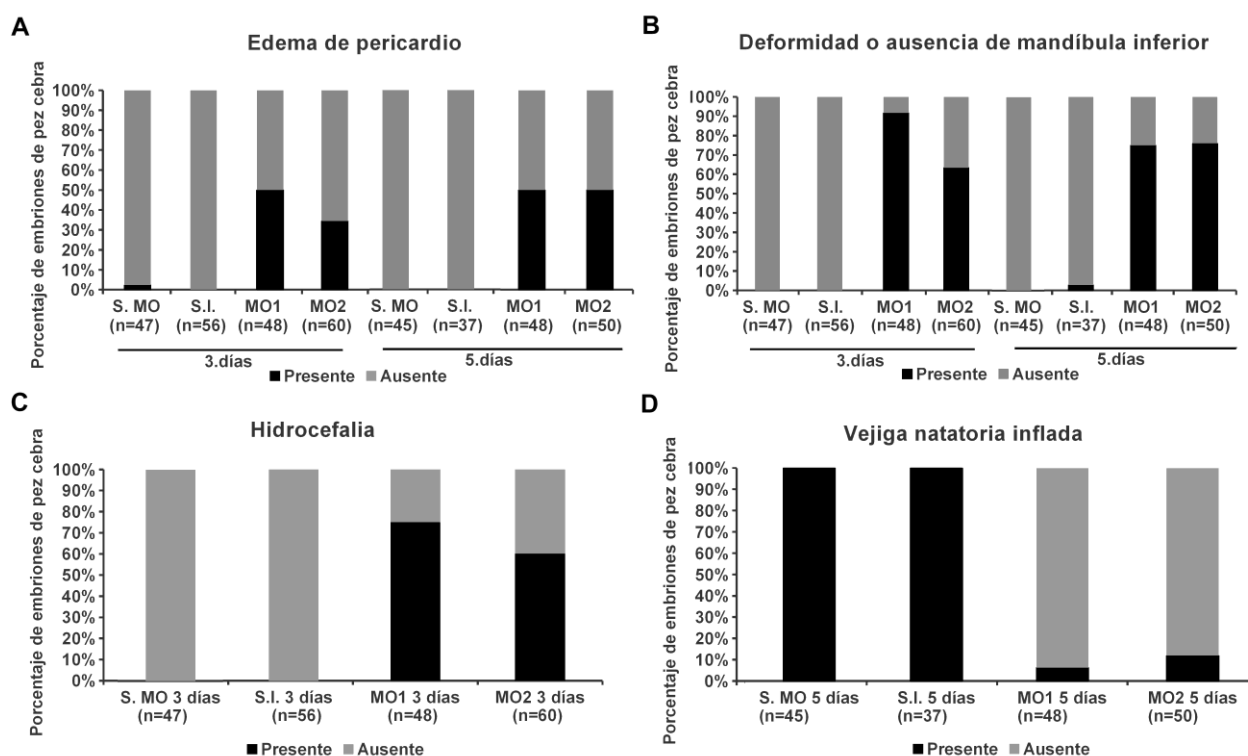 A
Edema de pericardio
Porcentaje de embriones de pez cebra
100%
90%
80%
70%
60%
50%
40%
30%
20%
10%
0%
S. MO S.I. MO1 MO2 S. MO S.I. MO1 MO2
(n=47) (n=56) (n=48) (n=60) (n=45) (n=37) (n=48) (n=50)
3.días 5.días
Presente Ausente
B
Deformidad o ausencia de mandíbula inferior
Porcentaje de embriones de pez cebra
100%
90%
80%
70%
60%
50%
40%
30%
20%
10%
0%
S. MO S.I. MO1 MO2 S. MO S.I. MO1 MO2
(n=47) (n=56) (n=48) (n=60) (n=45) (n=37) (n=48) (n=50)
3.días 5.días
Presente Ausente
C
Hidrocefalia
Porcentaje de embriones de pez cebra
100%
90%
80%
70%
60%
50%
40%
30%
20%
10%
0%
S. MO 3 días S.I. 3 días MO1 3 días MO2 3 días
(n=47) (n=56) (n=48) (n=60)
Presente Ausente
D
Vejiga natatoria inflada
Porcentaje de embriones de pez cebra
100%
90%
80%
70%
60%
50%
40%
30%
20%
10%
0%
S. MO 5 días S.I. 5 días MO1 5 días MO2 5 días
(n=45) (n=37) (n=48) (n=50)
Presente Ausente